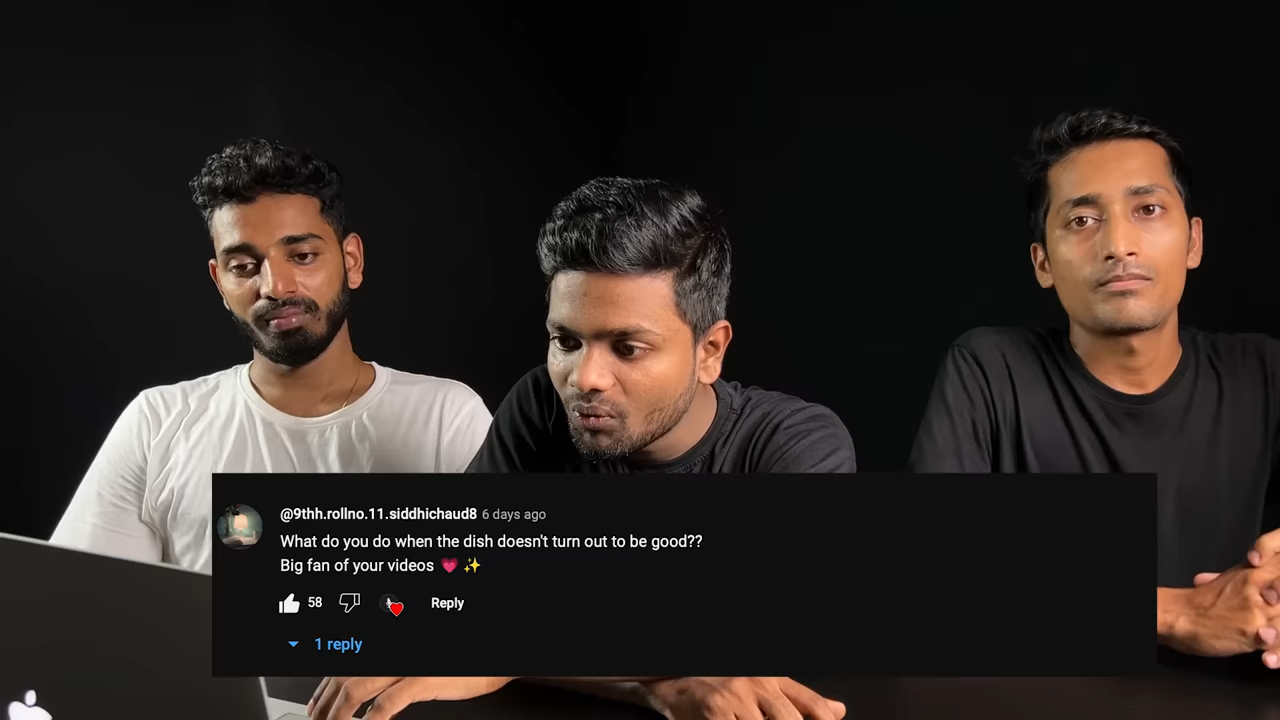 @9thh.rollno.11.siddhichaud8 6 days ago
What do you do when the dish doesn't turn out to be good??
Big fan of your videos 💗 ✨
58 Reply
1 reply